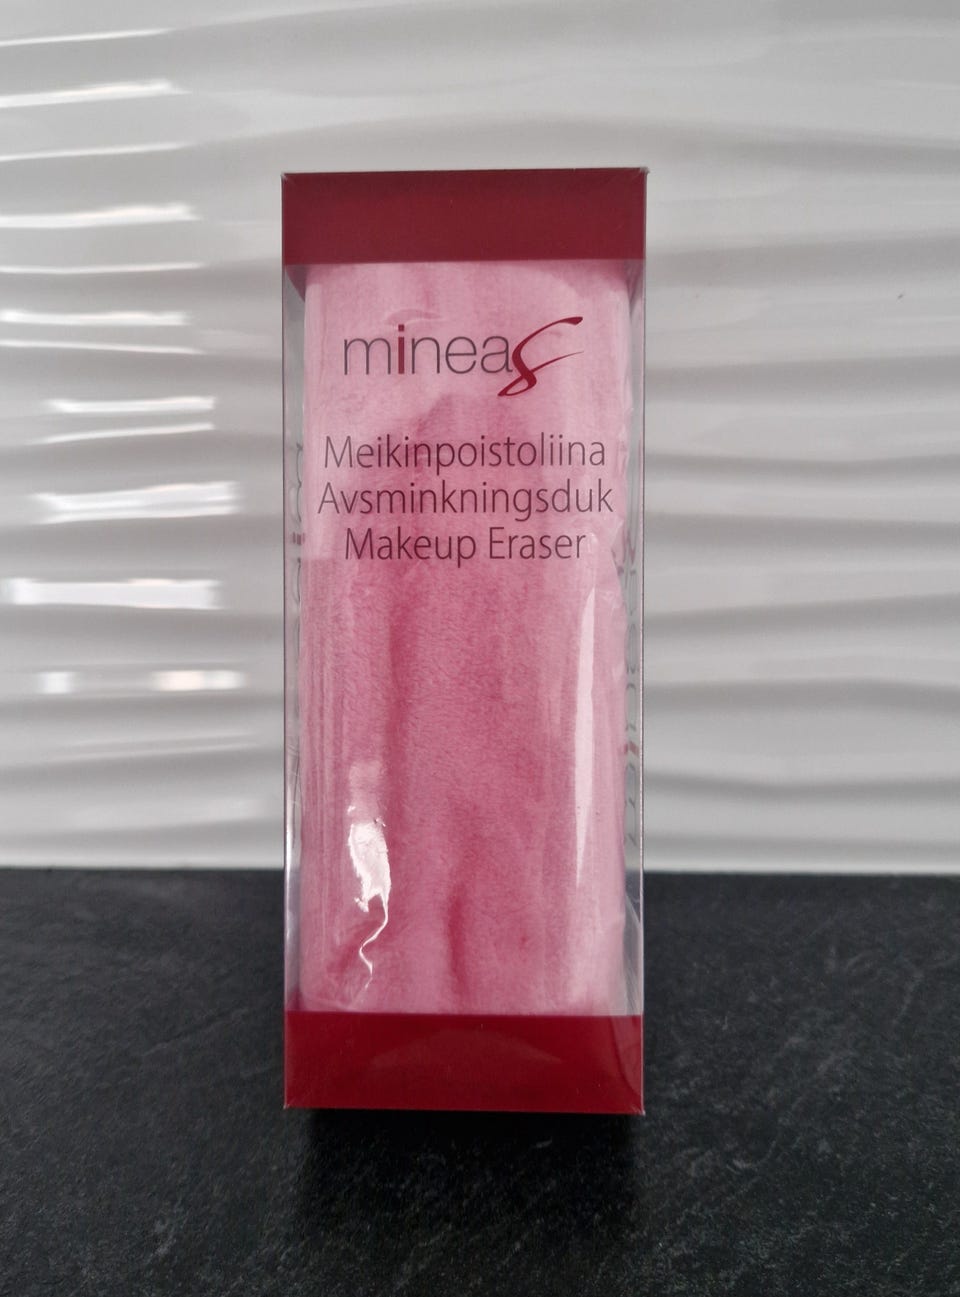 mineas
Meikinpoistoliina
Avsminkningsduk
Makeup Eraser